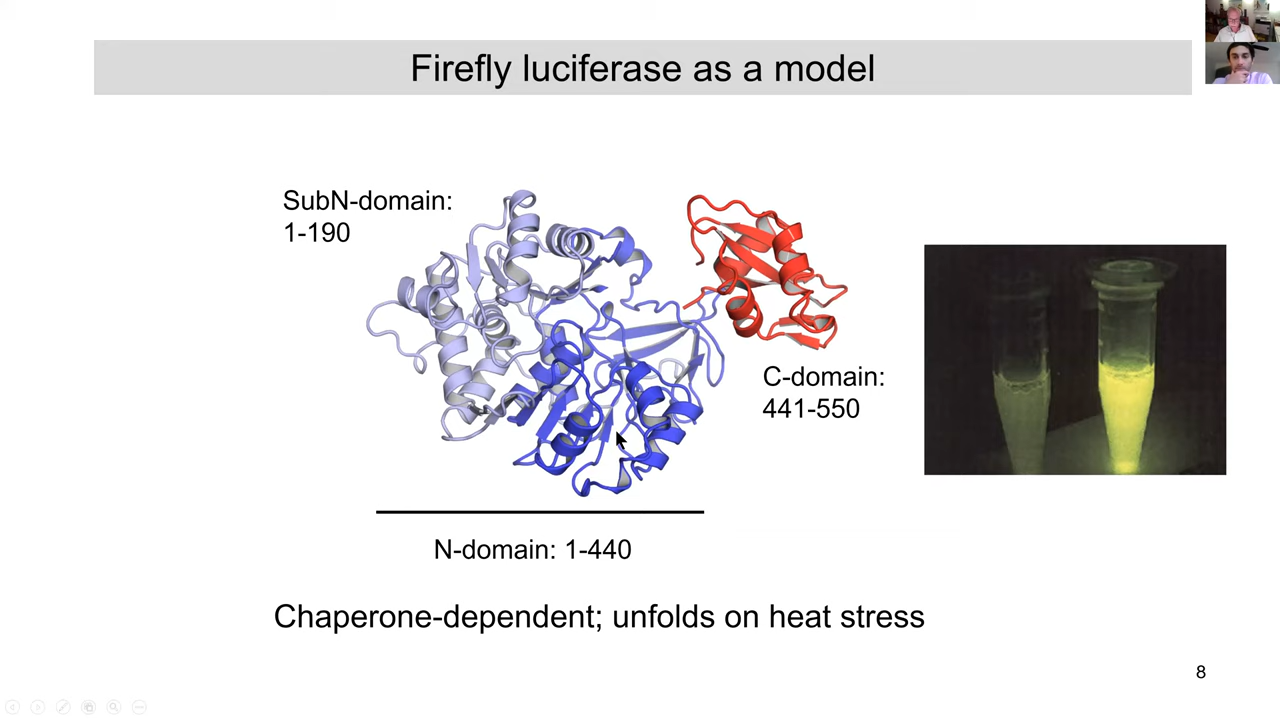 Firefly luciferase as a model
SubN-domain:
1-190
C-domain:
441-550
N-domain: 1-440
Chaperone-dependent; unfolds on heat stress
8